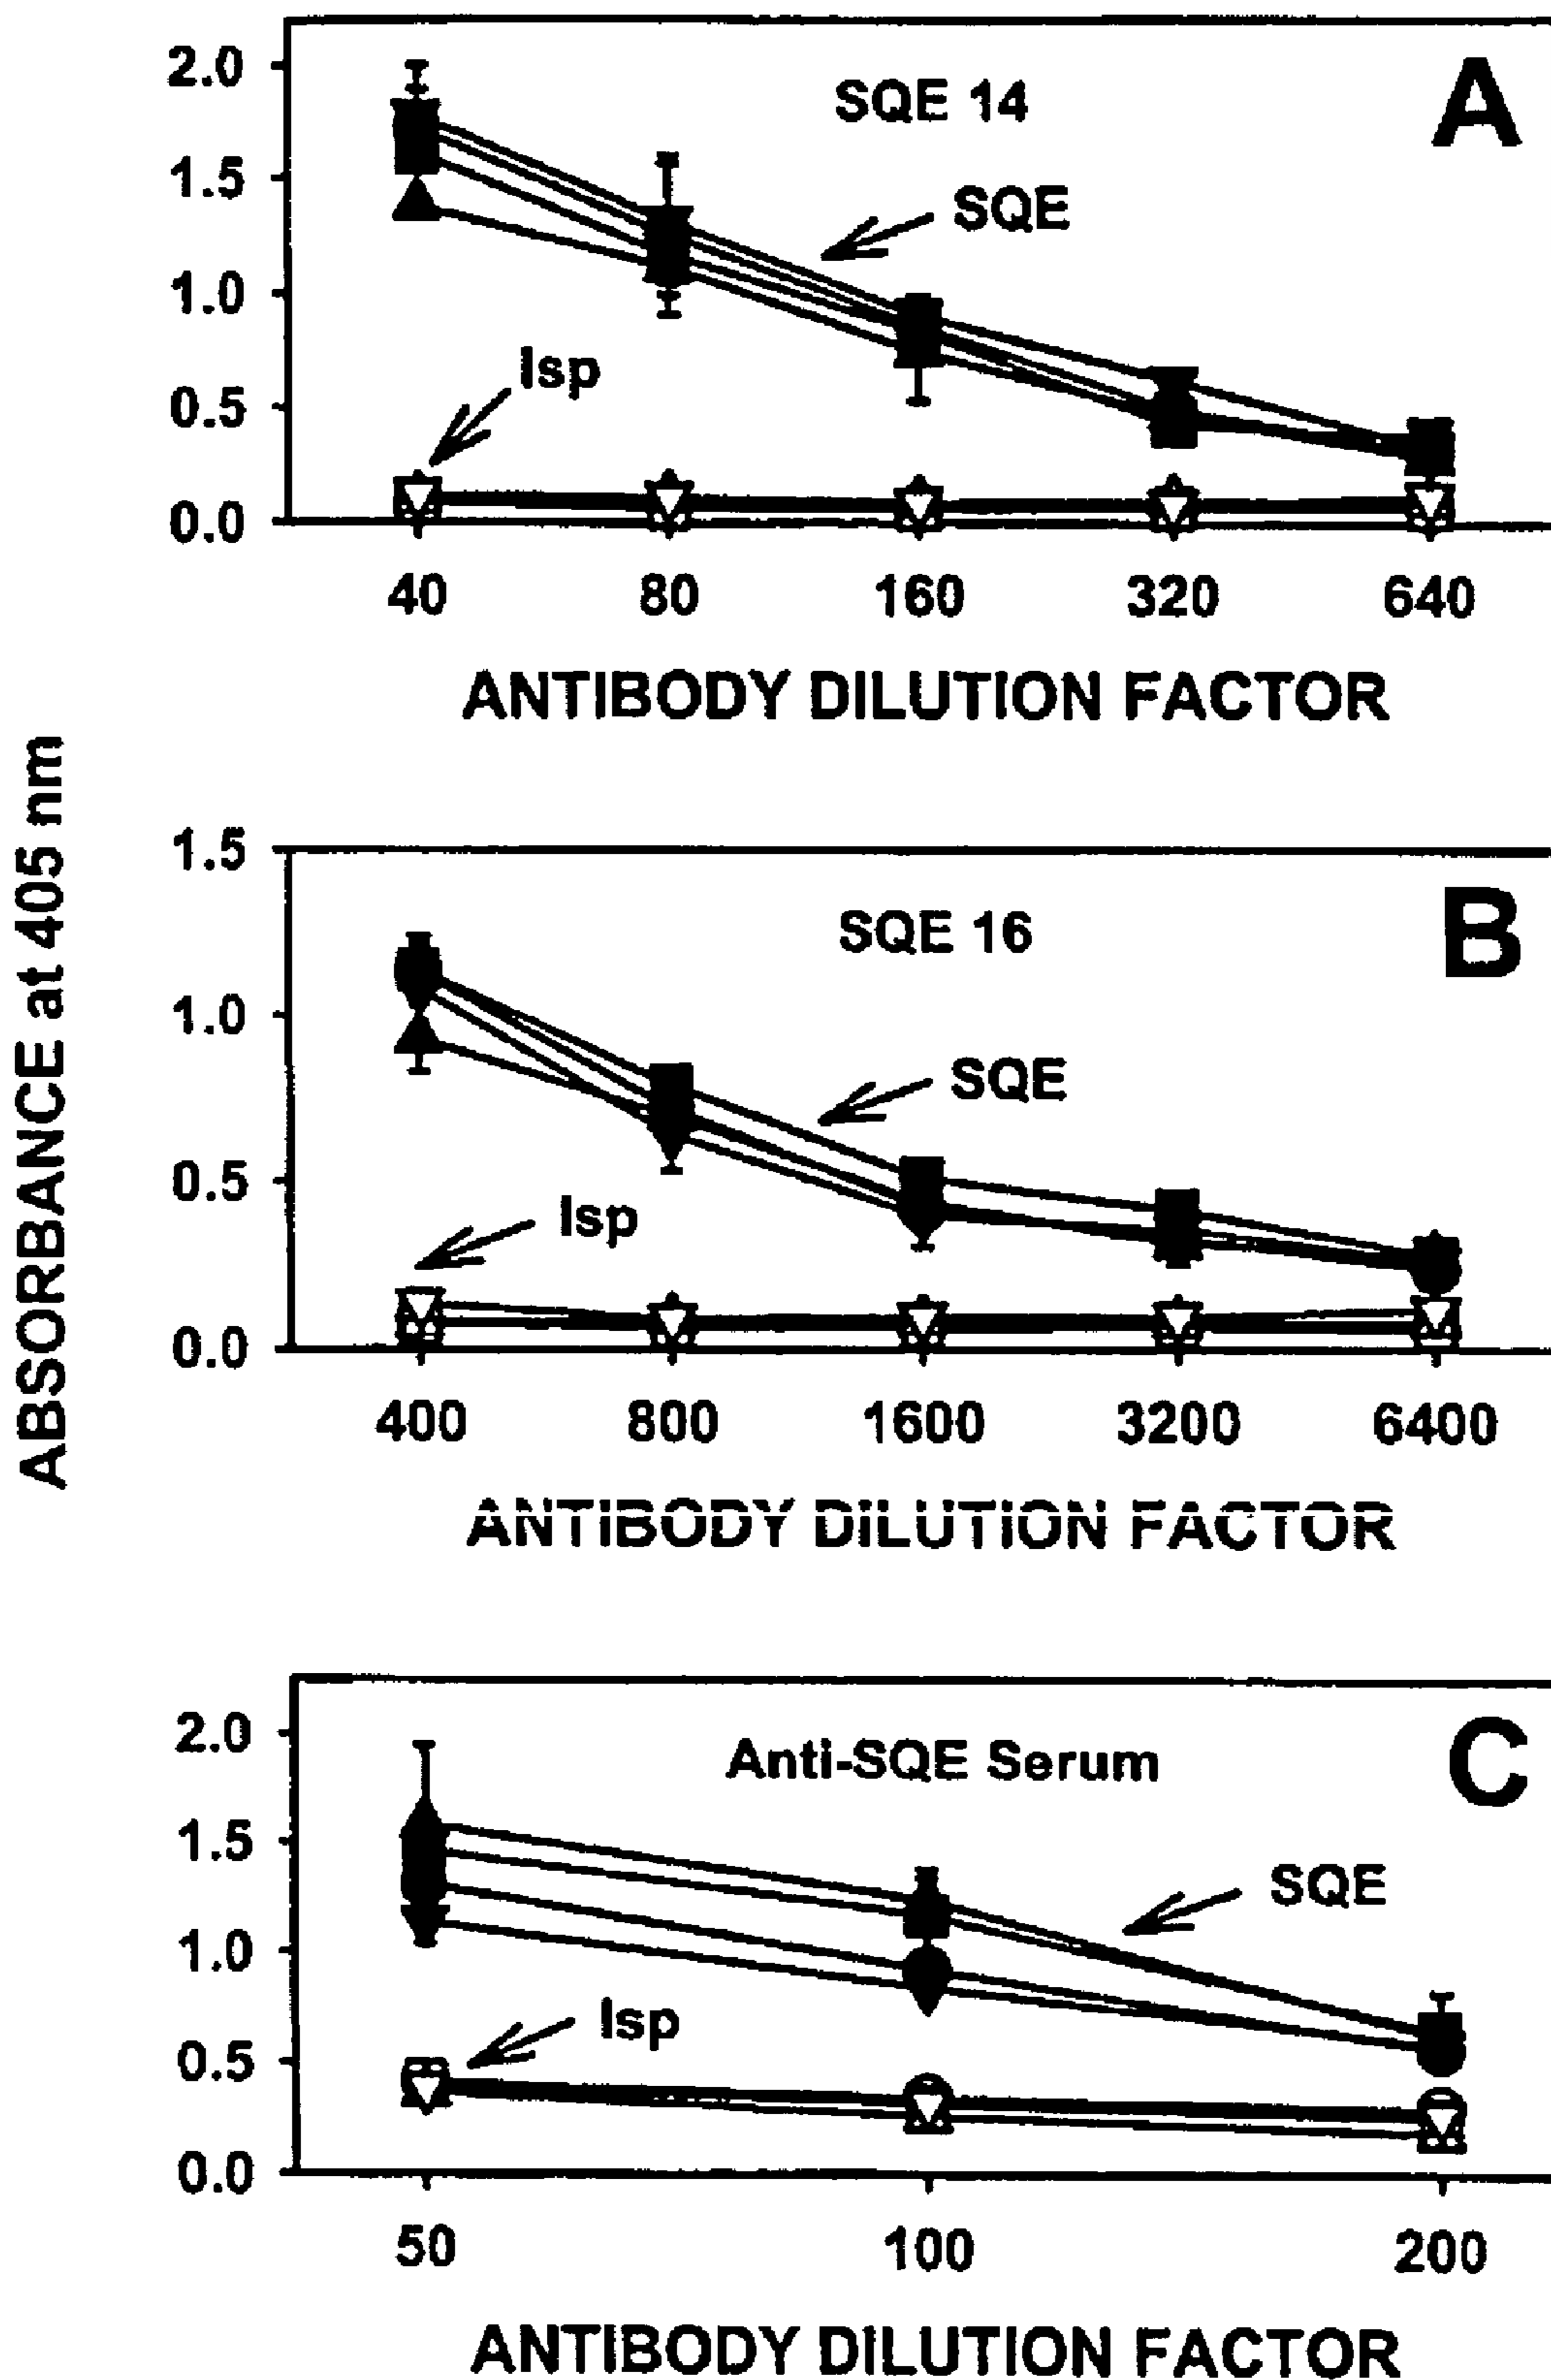 ABSORBANCE at 405 nm
A
SQE 14
SQE
Isp
2.0
1.5
1.0
0.5
0.0
40 80 160 320 640
ANTIBODY DILUTION FACTOR
B
SQE 16
SQE
Isp
1.5
1.0
0.5
0.0
400 800 1600 3200 6400
ANTIBODY DILUTION FACTOR
C
Anti-SQE Serum
SQE
Isp
2.0
1.5
1.0
0.5
0.0
50 100 200
ANTIBODY DILUTION FACTOR